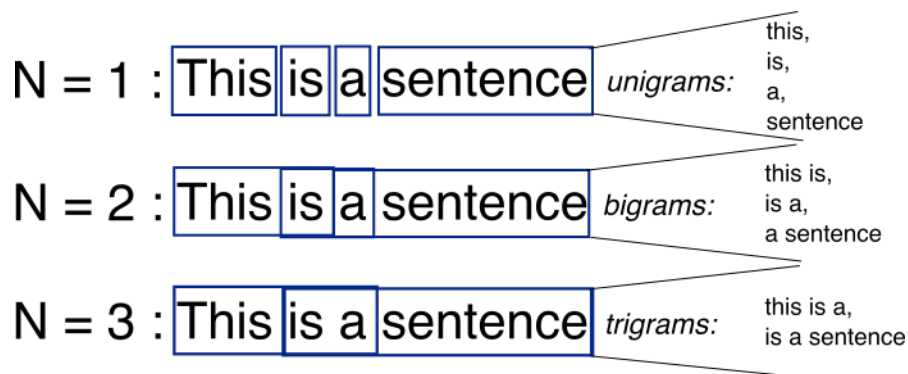 N = 1 : This is a sentence unigrams:
this,
is,
a,
sentence
N = 2 : This is a sentence bigrams:
this is,
is a,
a sentence
N = 3 : This is a sentence trigrams:
this is a,
is a sentence